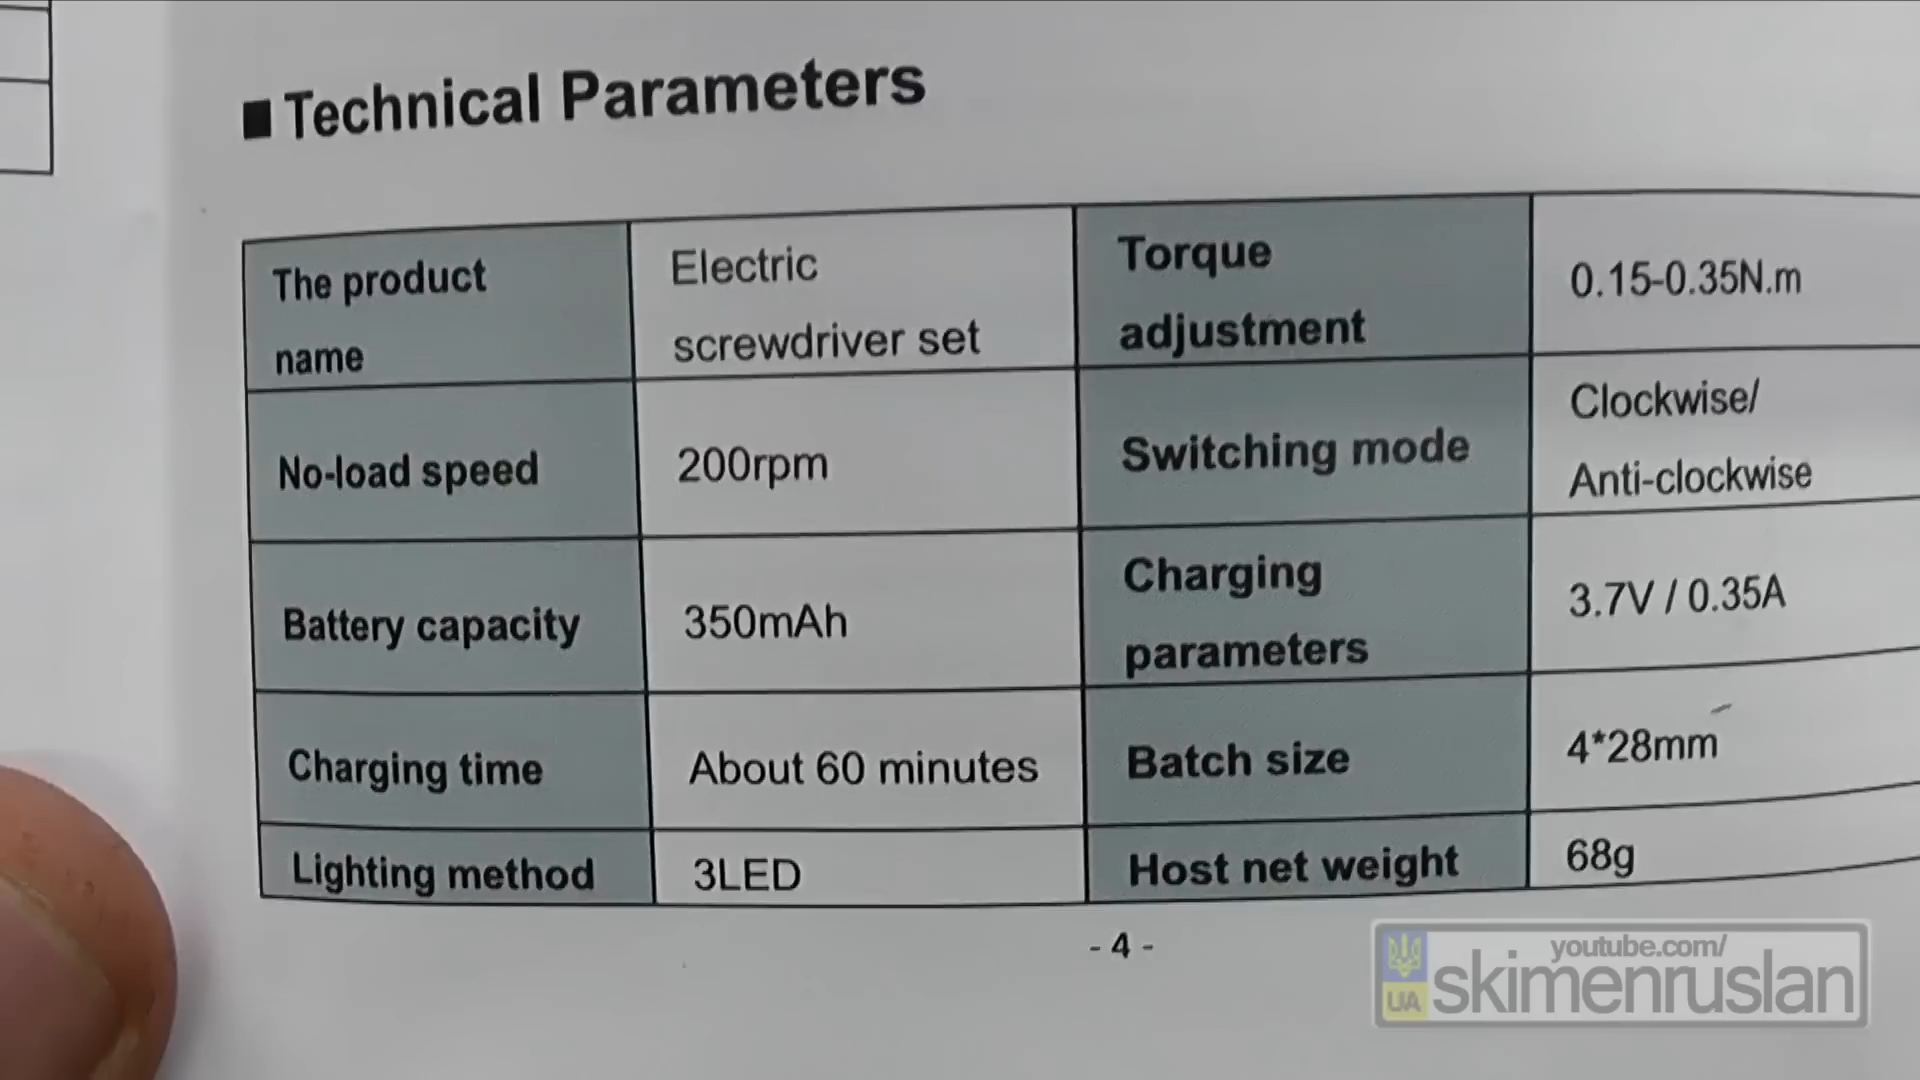 ■ Technical Parameters
The product
name
Electric
screwdriver set
Torque
adjustment
0.15-0.35N.m
No-load speed
200rpm
Switching mode
Clockwise/
Anti-clockwise
Battery capacity
350mAh
Charging
parameters
3.7V / 0.35A
Charging time
About 60 minutes
Batch size
4*28mm
Lighting method
3LED
Host net weight
68g
- 4 -
youtube.com/
UA skimenruslan